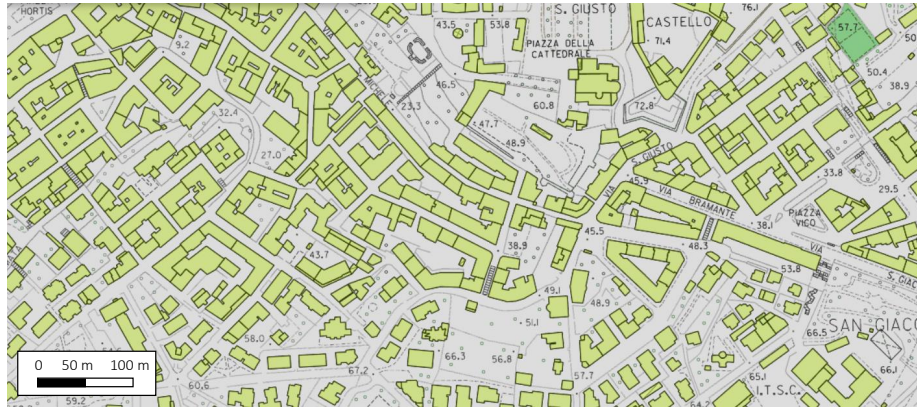 HORTIS
43.5
53.8
S. GIUSTO
76.1
CASTELLO
57.7
9.2
VIA
PIAZZA DELLA
CATTEDRALE
71.4
50.4
46.5
S. MICHELE
38.9
23.3
60.8
72.8
32.4
47.7
48.9
27.0
VIA
S. GIUSTO
33.8
45.9
VIA
BRAMANTE
29.5
PIAZZA
VICO
38.1
45.5
43.7
38.9
48.3
VIA
53.8
S. GIAC
49.1
48.9
51.1
SAN GIACO
66.5
58.0
66.3
56.8
66.1
67.2
57.7
65.1
60.6
I.T.S.C.
59.2
64.2
0 50 m 100 m